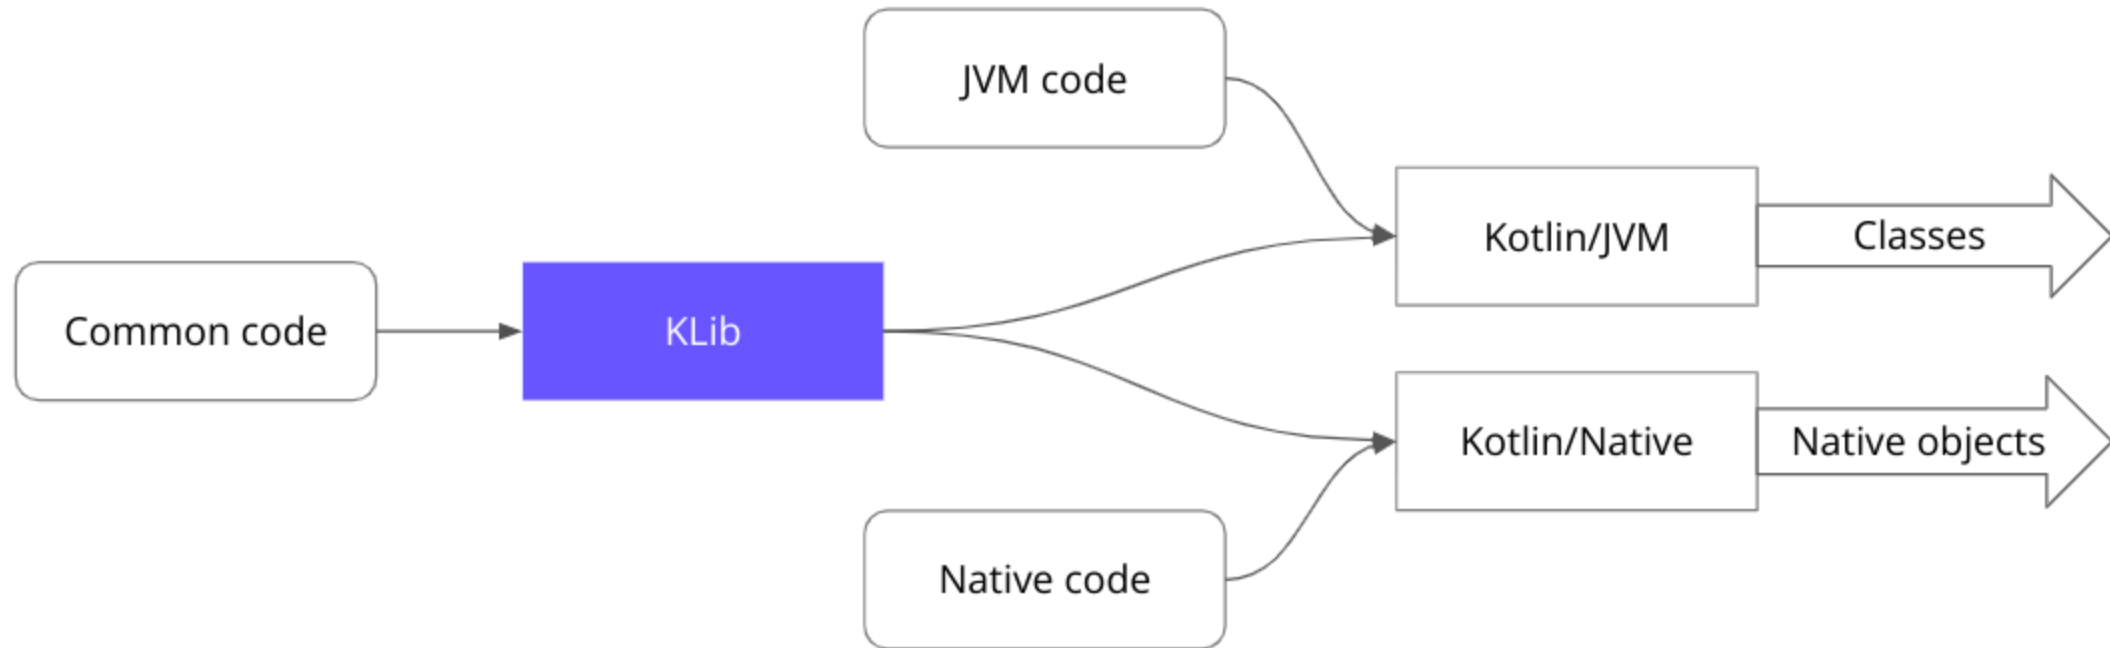 JVM code
Kotlin/JVM
Classes
Common code
KLib
Kotlin/Native
Native objects
Native code